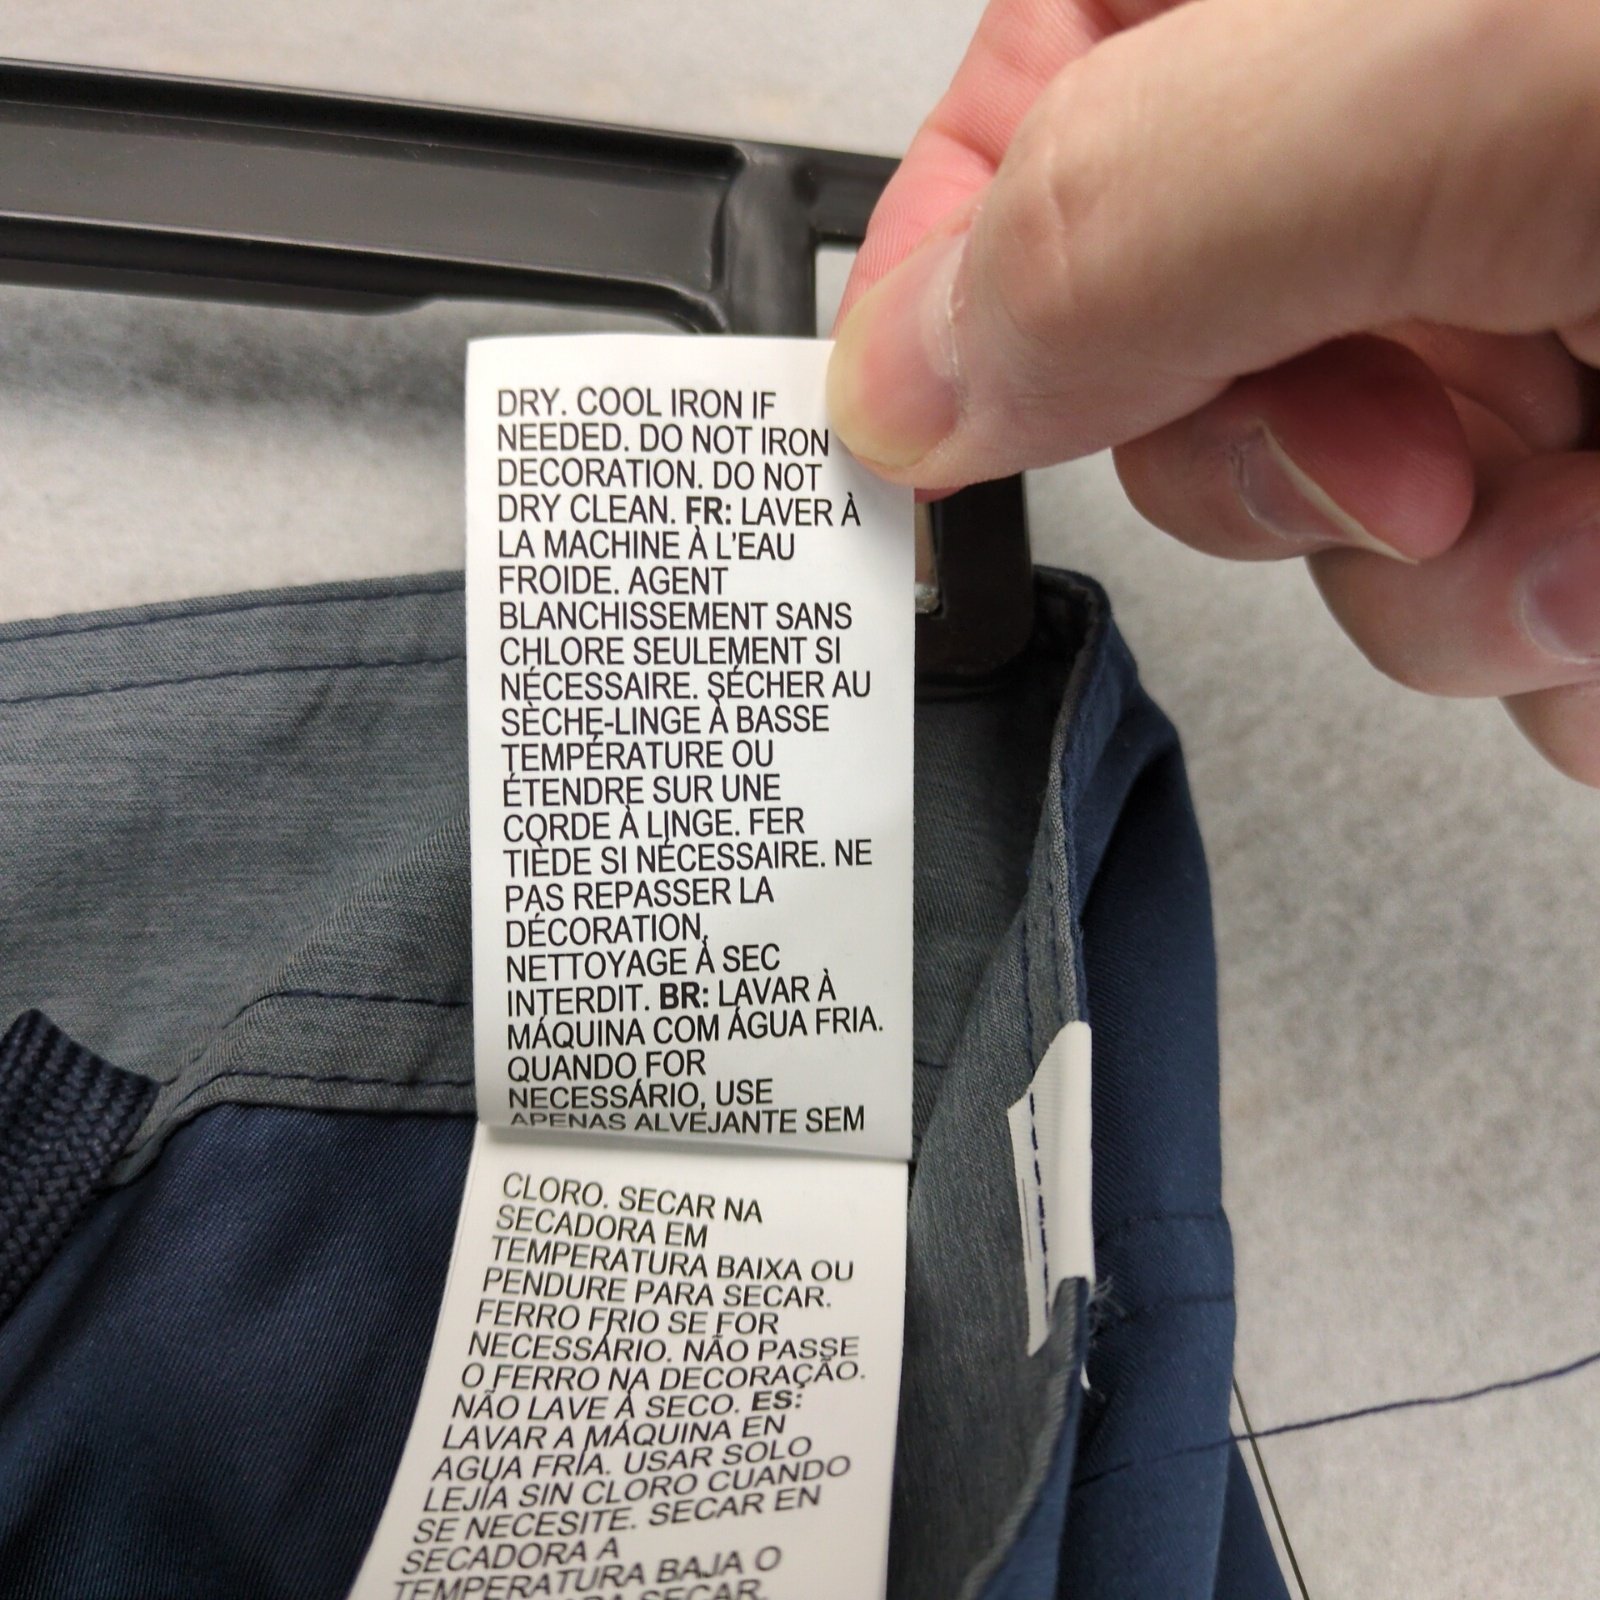 DRY. COOL IRON IF
NEEDED. DO NOT IRON
DECORATION. DO NOT
DRY CLEAN. FR: LAVER À
LA MACHINE À L'EAU
FROIDE. AGENT
BLANCHISSEMENT SANS
CHLORE SEULEMENT SI
NÉCESSAIRE. SÉCHER AU
SÈCHE-LINGE À BASSE
TEMPÉRATURE OU
ÉTENDRE SUR UNE
CORDE À LINGE. FER
TIÈDE SI NÉCESSAIRE. NE
PAS REPASSER LA
DÉCORATION.
NETTOYAGE À SEC
INTERDIT. BR: LAVAR À
MÁQUINA COM ÁGUA FRIA.
QUANDO FOR
NECESSÁRIO, USE
APENAS ALVEJANTE SEM
CLORO. SECAR NA
SECADORA EM
TEMPERATURA BAIXA OU
PENDURE PARA SECAR.
FERRO FRIO SE FOR
NECESSÁRIO. NÃO PASSE
O FERRO NA DECORAÇÃO.
NÃO LAVE À SECO. ES:
LAVAR A MÁQUINA EN
AGUA FRÍA. USAR SOLO
LEJÍA SIN CLORO CUANDO
SE NECESITE. SECAR EN
SECADORA A
TEMPERATURA BAJA O
SECAR.